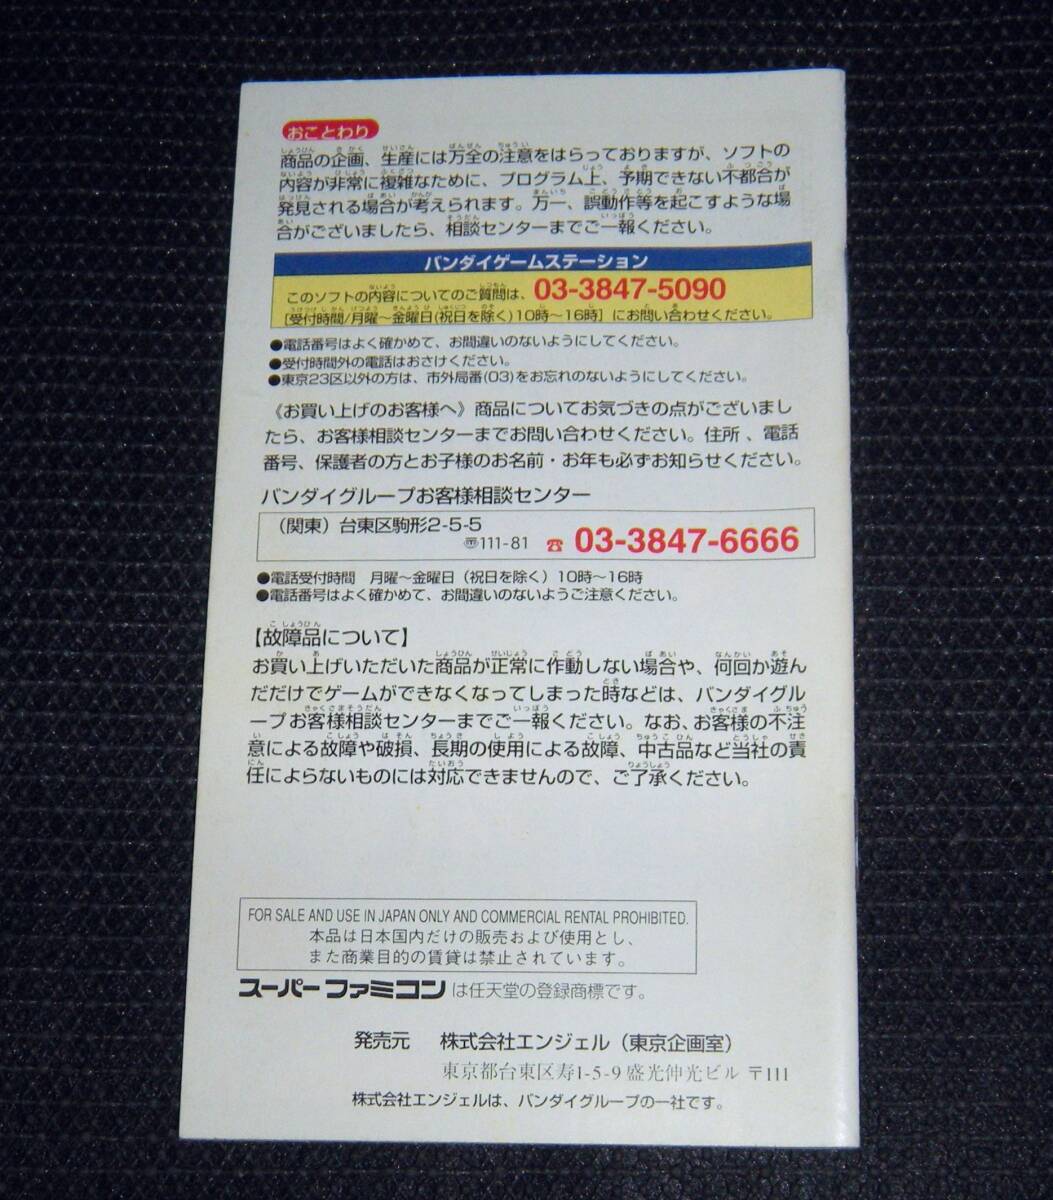 おことわり
商品の企画、生産には万全の注意をはらっておりますが、ソフトの
内容が非常に複雑なために、プログラム上、予期できない不都合が
発見される場合が考えられます。万一、誤動作等を起こすような場
合がございましたら、相談センターまでご一報ください。
バンダイゲームステーション
このソフトの内容についてのご質問は、03-3847-5090
[受付時間/月曜～金曜日(祝日を除く)10時～16時] にお問い合わせください。
●電話番号はよく確かめて、お間違いのないようにしてください。
●受付時間外の電話はおさけください。
●東京23区以外の方は、市外局番(03)をお忘れのないようにしてください。
《お買い上げのお客様へ》商品についてお気づきの点がございまし
たら、お客様相談センターまでお問い合わせください。住所、電話
番号、保護者の方とお子様のお名前・お年も必ずお知らせください。
バンダイグループお客様相談センター
（関東）台東区駒形2-5-5
〠111-81 ☎ 03-3847-6666
●電話受付時間 月曜～金曜日（祝日を除く）10時～16時
●電話番号はよく確かめて、お間違いのないようご注意ください。
【故障品について】
お買い上げいただいた商品が正常に作動しない場合や、何回か遊ん
だだけでゲームができなくなってしまった時などは、バンダイグル
ープお客様相談センターまでご一報ください。なお、お客様の不注
意による故障や破損、長期の使用による故障、中古品など当社の責
任によらないものには対応できませんので、ご了承ください。
FOR SALE AND USE IN JAPAN ONLY AND COMMERCIAL RENTAL PROHIBITED.
本品は日本国内だけの販売および使用とし、
また商業目的の賃貸は禁止されています。
スーパーファミコンは任天堂の登録商標です。
発売元 株式会社エンジェル（東京企画室）
東京都台東区寿1-5-9 盛光伸光ビル 〒111
株式会社エンジェルは、バンダイグループの一社です。